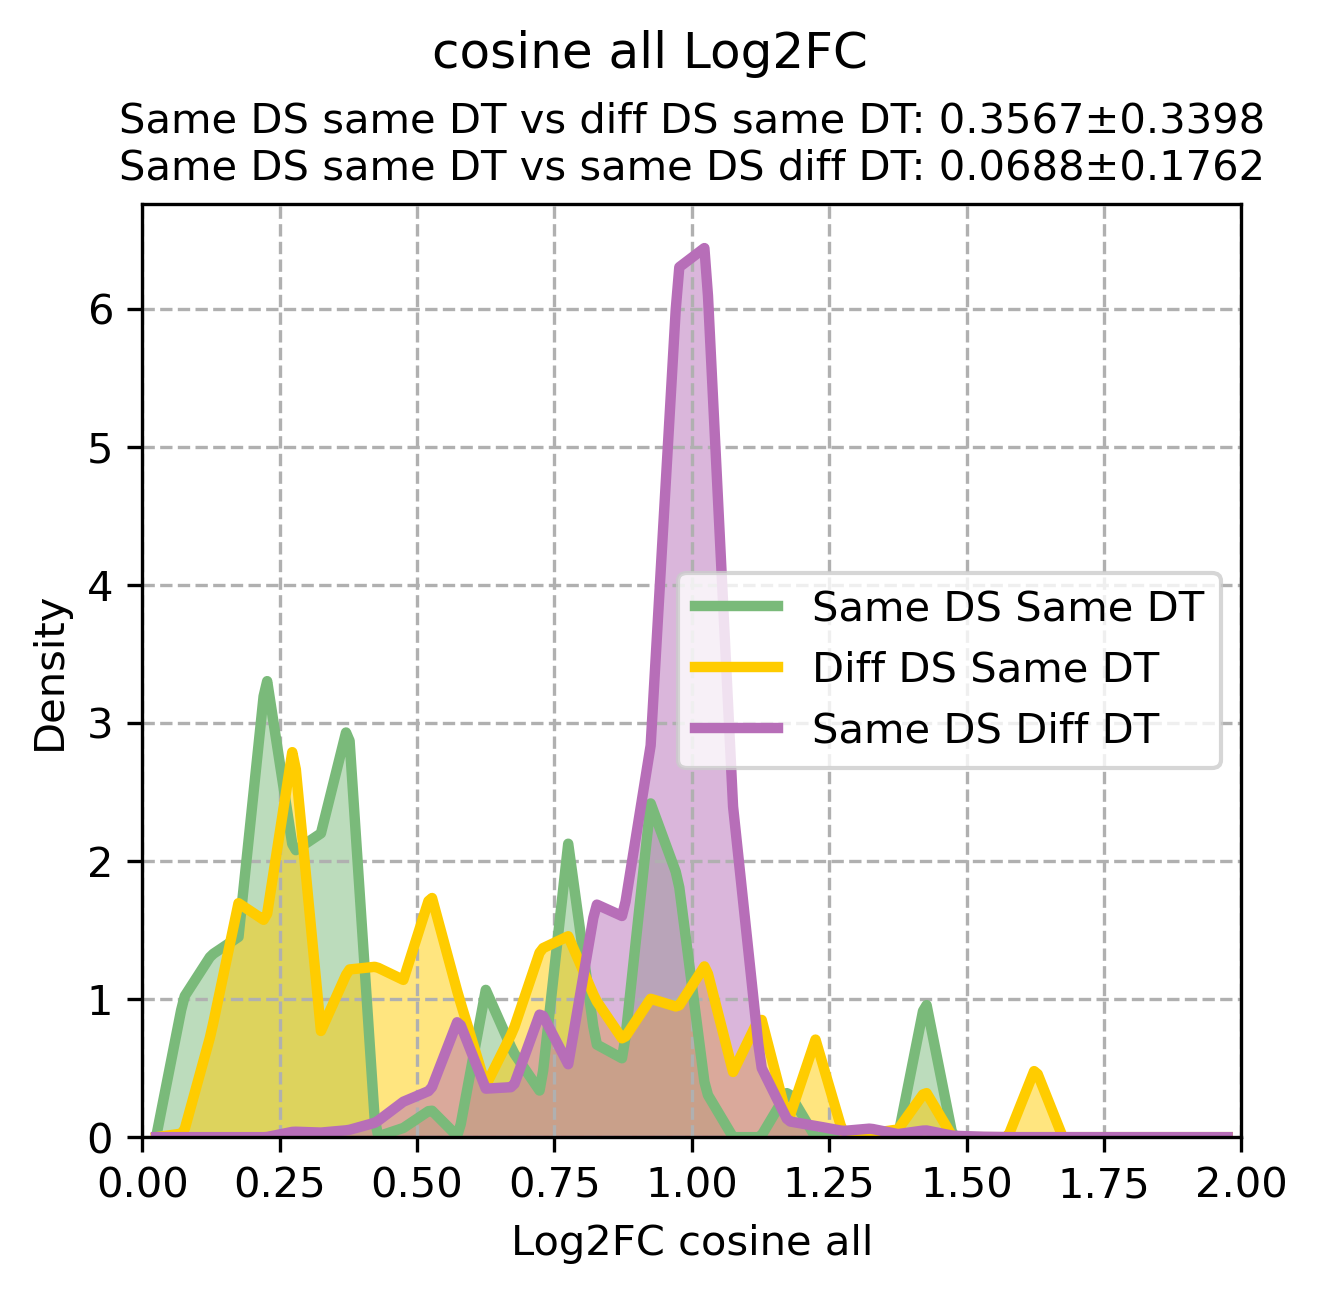 cosine all Log2FC
Same DS same DT vs diff DS same DT: 0.3567±0.3398
Same DS same DT vs same DS diff DT: 0.0688±0.1762
6
5
4
3
2
1
0
Density
Same DS Same DT
Diff DS Same DT
Same DS Diff DT
0.00 0.25 0.50 0.75 1.00 1.25 1.50 1.75 2.00
Log2FC cosine all